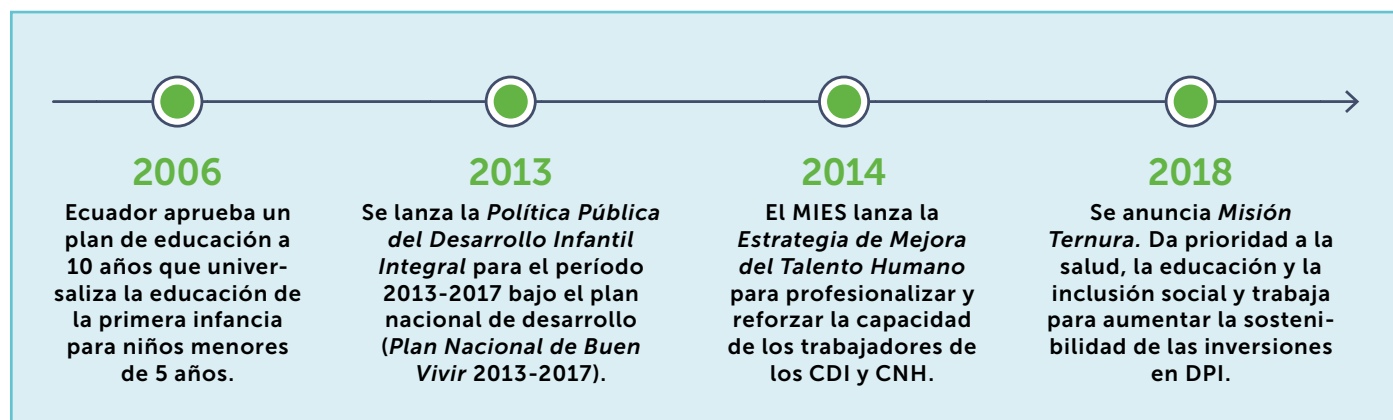 2006
Ecuador aprueba un
plan de educación a
10 años que univer-
saliza la educación de
la primera infancia
para niños menores
de 5 años.
2013
Se lanza la Política Pública
del Desarrollo Infantil
Integral para el período
2013-2017 bajo el plan
nacional de desarrollo
(Plan Nacional de Buen
Vivir 2013-2017).
2014
El MIES lanza la
Estrategia de Mejora
del Talento Humano
para profesionalizar y
reforzar la capacidad
de los trabajadores de
los CDI y CNH.
2018
Se anuncia Misión
Ternura. Da prioridad a la
salud, la educación y la
inclusión social y trabaja
para aumentar la sosteni-
bilidad de las inversiones
en DPI.